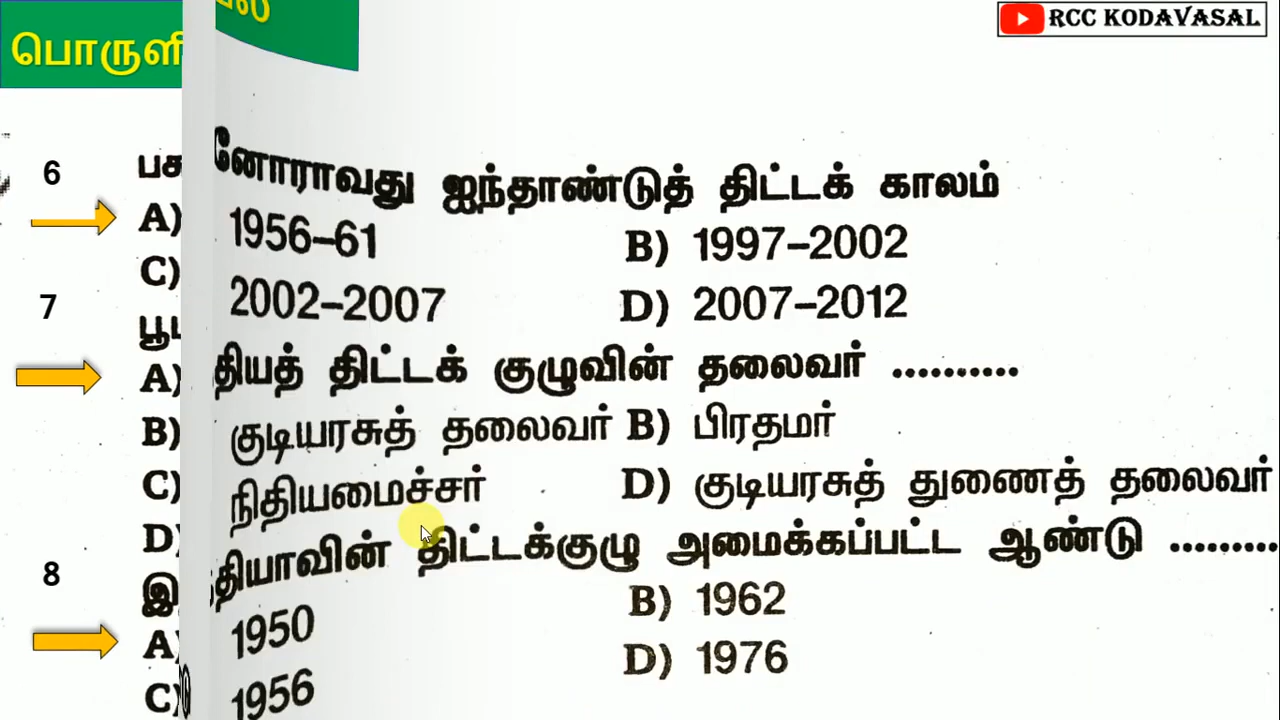 பொருளி
RCC KODAVASAL
6
A)
C)
7
A)
B)
C)
D)
8
A)
C)
னோராவது ஐந்தாண்டுத் திட்டக் காலம்
1956–61 B) 1997–2002
2002–2007 D) 2007–2012
தியத் திட்டக் குழுவின் தலைவர் ..........
குடியரசுத் தலைவர் B) பிரதமர்
நிதியமைச்சர் D) குடியரசுத் துணைத் தலைவர்
தியாவின் திட்டக்குழு அமைக்கப்பட்ட ஆண்டு .........
1950 B) 1962
1956 D) 1976